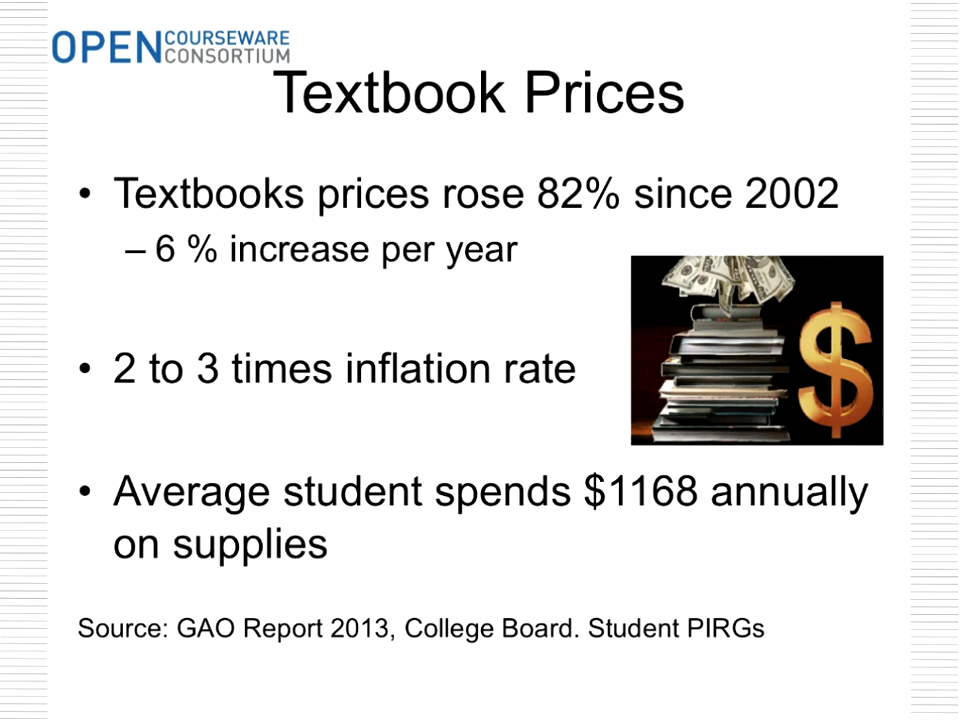 OPEN COURSEWARE
CONSORTIUM
Textbook Prices
• Textbooks prices rose 82% since 2002
– 6 % increase per year
• 2 to 3 times inflation rate
$
• Average student spends $1168 annually
on supplies
Source: GAO Report 2013, College Board. Student PIRGs